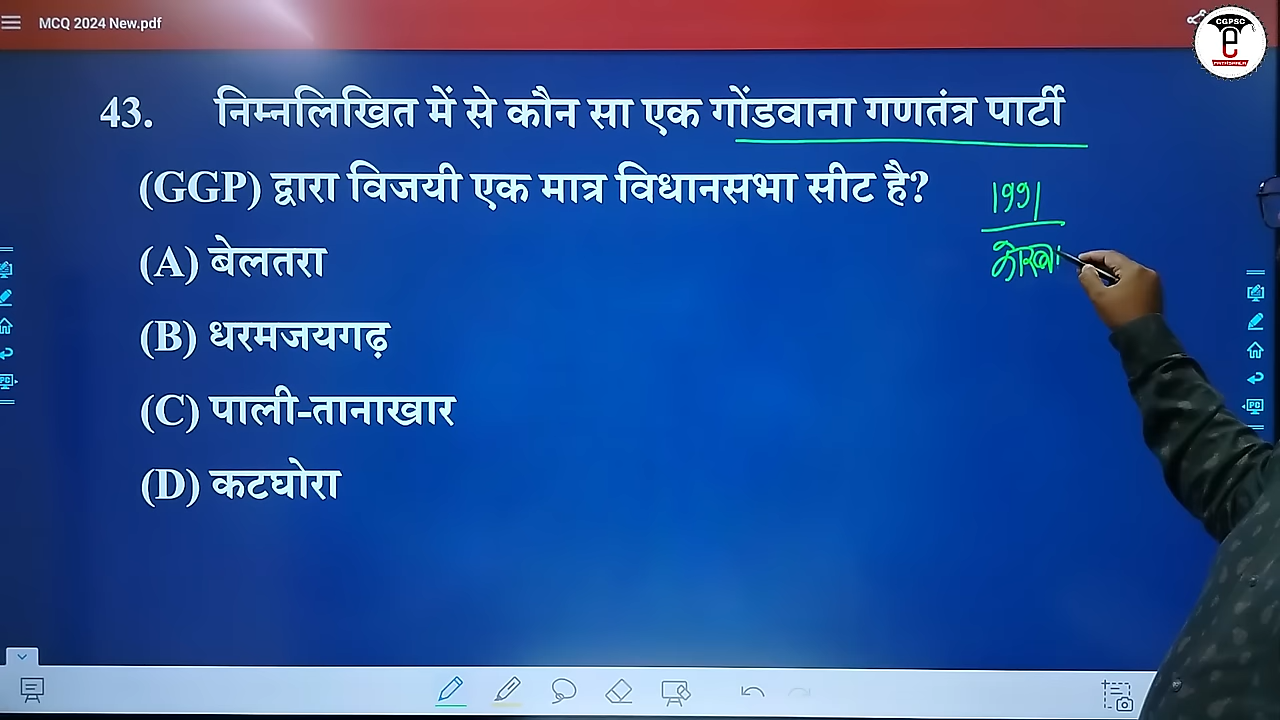 MCQ 2024 New.pdf
CGPSC
e
43. निम्नलिखित में से कौन सा एक गोंडवाना गणतंत्र पार्टी
(GGP) द्वारा विजयी एक मात्र विधानसभा सीट है?
1991
(A) बेलतरा
(B) धरमजयगढ़
(C) पाली-तानाखार
(D) कटघोरा